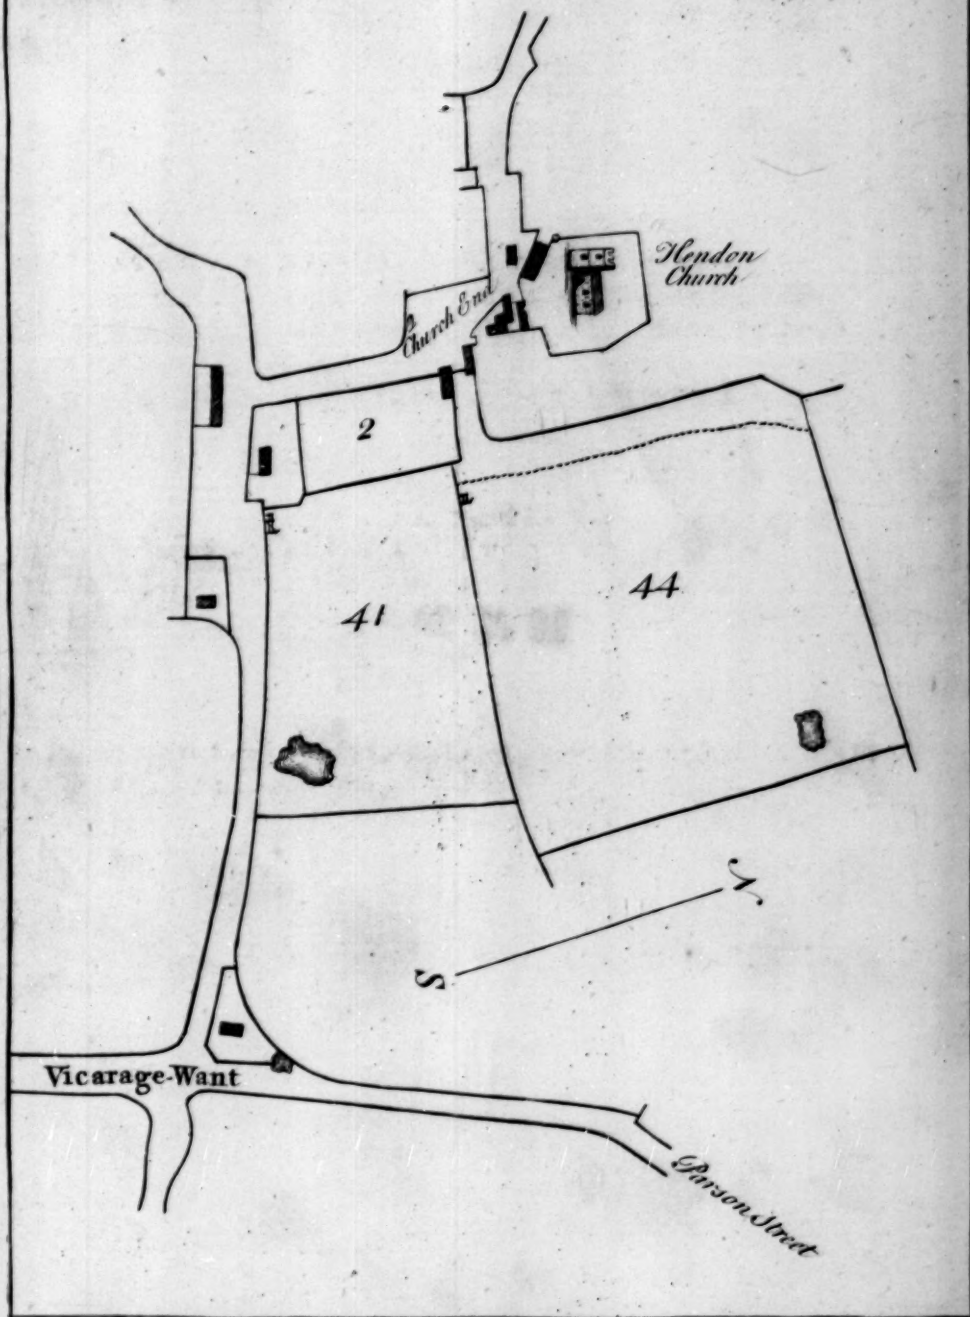 Hendon
Church
Church End
2
41
44
N
S
Vicarage-Want
Parson Street